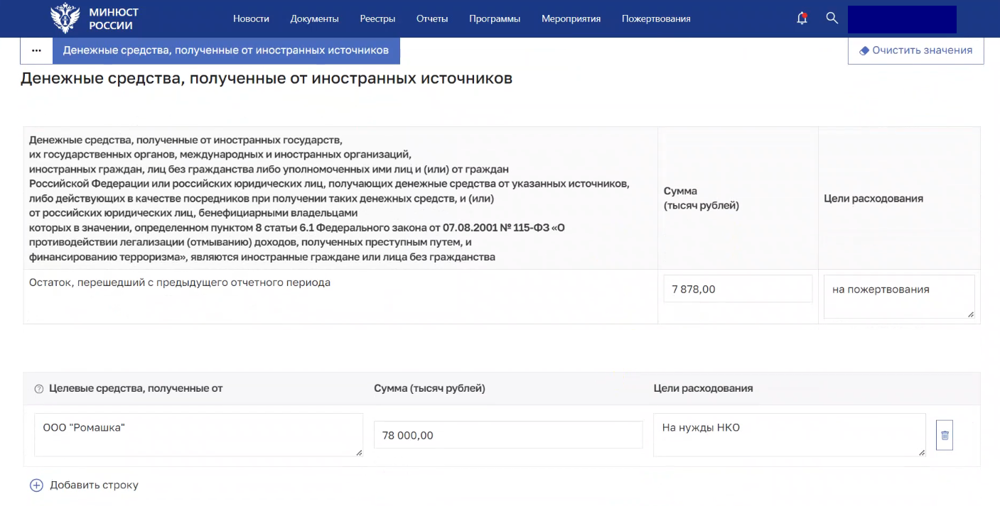 МИНЮСТ
РОССИИ
Новости Документы Реестры Отчеты Программы Мероприятия Пожертвования
••• Денежные средства, полученные от иностранных источников Очистить значения
Денежные средства, полученные от иностранных источников
Денежные средства, полученные от иностранных государств,
их государственных органов, международных и иностранных организаций,
иностранных граждан, лиц без гражданства либо уполномоченных ими лиц и (или) от граждан
Российской Федерации или российских юридических лиц, получающих денежные средства от указанных источников,
либо действующих в качестве посредников при получении таких денежных средств, и (или)
от российских юридических лиц, бенефициарными владельцами
которых в значении, определенном пунктом 8 статьи 6.1 Федерального закона от 07.08.2001 № 115-ФЗ «О
противодействии легализации (отмыванию) доходов, полученных преступным путем, и
финансированию терроризма», являются иностранные граждане или лица без гражданства
Сумма
(тысяч рублей)
Цели расходования
Остаток, перешедший с предыдущего отчетного периода
7 878,00
на пожертвования
? Целевые средства, полученные от Сумма (тысяч рублей) Цели расходования
ООО "Ромашка" 78 000,00 На нужды НКО
Добавить строку